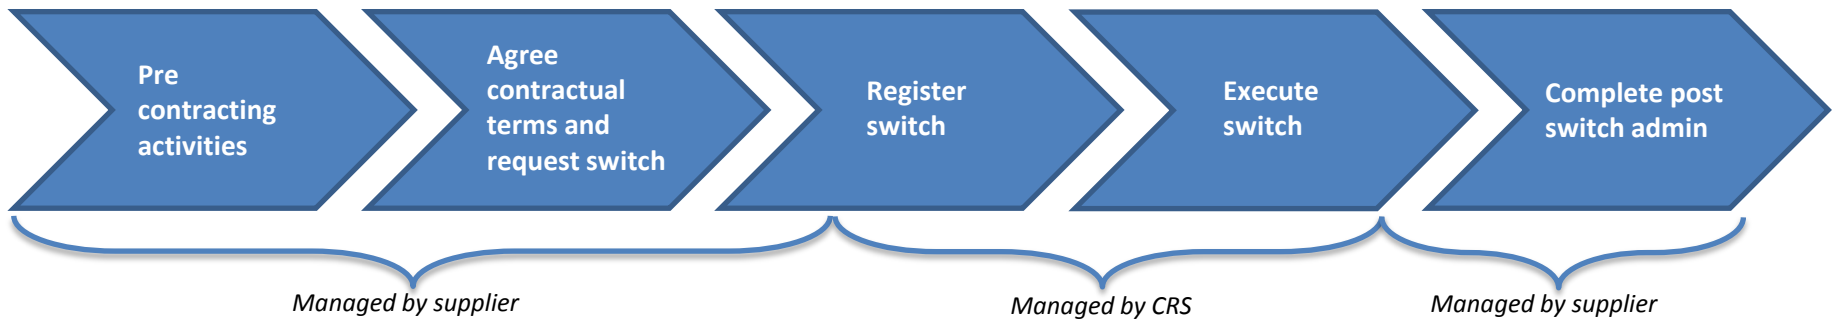 Pre
contracting
activities
Agree
contractual
terms and
request switch
Register
switch
Execute
switch
Complete post
switch admin
Managed by supplier
Managed by CRS
Managed by supplier